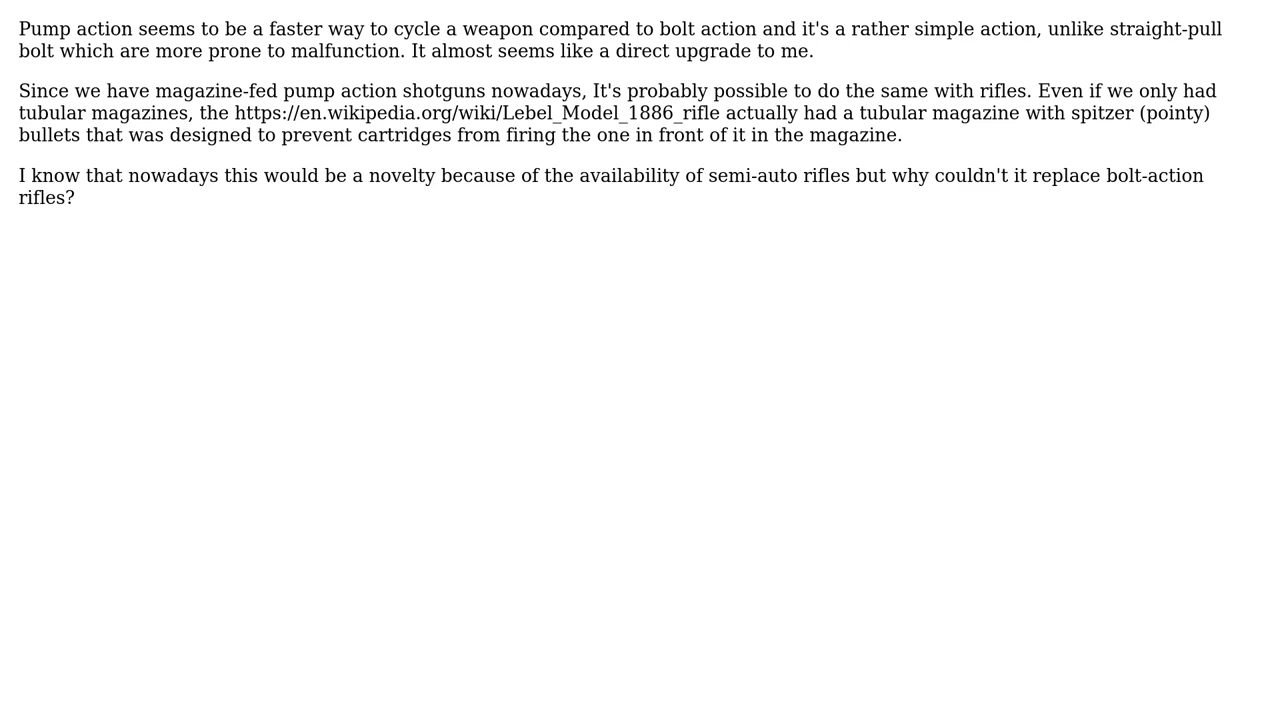 Pump action seems to be a faster way to cycle a weapon compared to bolt action and it's a rather simple action, unlike straight-pull
bolt which are more prone to malfunction. It almost seems like a direct upgrade to me.
Since we have magazine-fed pump action shotguns nowadays, It's probably possible to do the same with rifles. Even if we only had
tubular magazines, the https://en.wikipedia.org/wiki/Lebel_Model_1886_rifle actually had a tubular magazine with spitzer (pointy)
bullets that was designed to prevent cartridges from firing the one in front of it in the magazine.
I know that nowadays this would be a novelty because of the availability of semi-auto rifles but why couldn't it replace bolt-action
rifles?